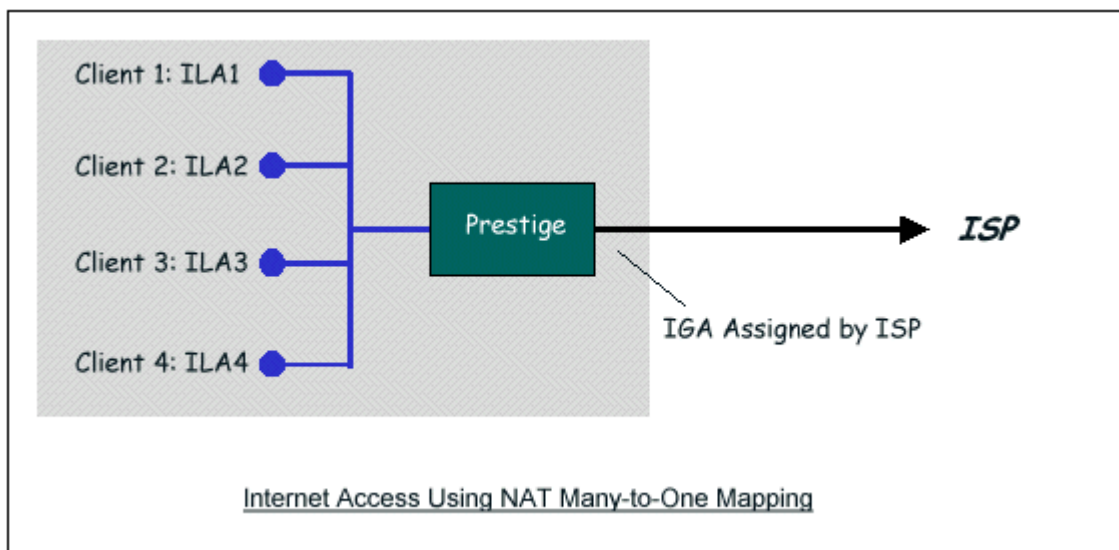 Client 1: ILA1
Client 2: ILA2
Prestige
ISP
Client 3: ILA3
IGA Assigned by ISP
Client 4: ILA4
Internet Access Using NAT Many-to-One Mapping